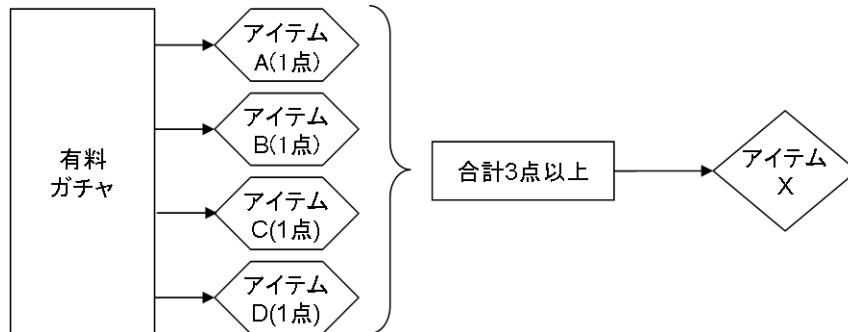 有料
ガチャ
アイテム
A(1点)
アイテム
B(1点)
アイテム
C(1点)
アイテム
D(1点)
合計3点以上
アイテム
X